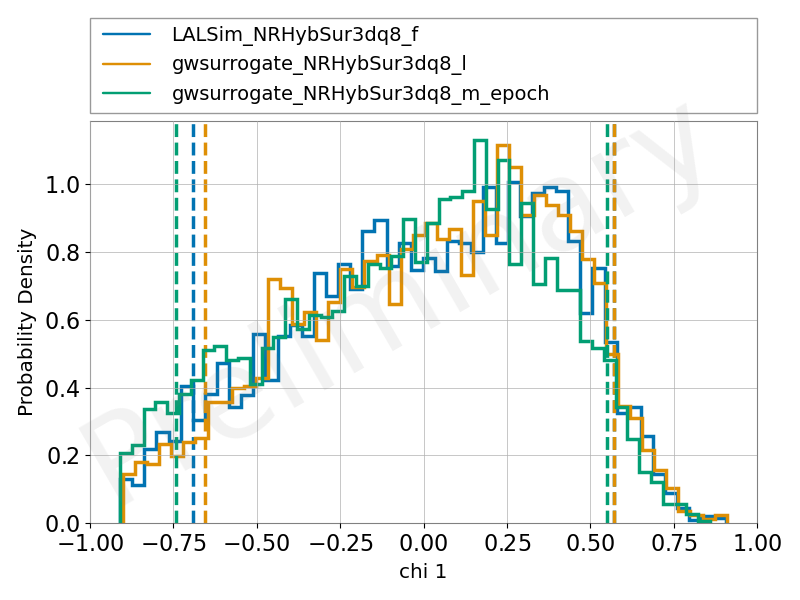 LALSim_NRHybSur3dq8_f
gwsurrogate_NRHybSur3dq8_l
gwsurrogate_NRHybSur3dq8_m_epoch
Preliminary
Probability Density
1.0
0.8
0.6
0.4
0.2
0.0
−1.00 −0.75 −0.50 −0.25 0.00 0.25 0.50 0.75 1.00
chi 1